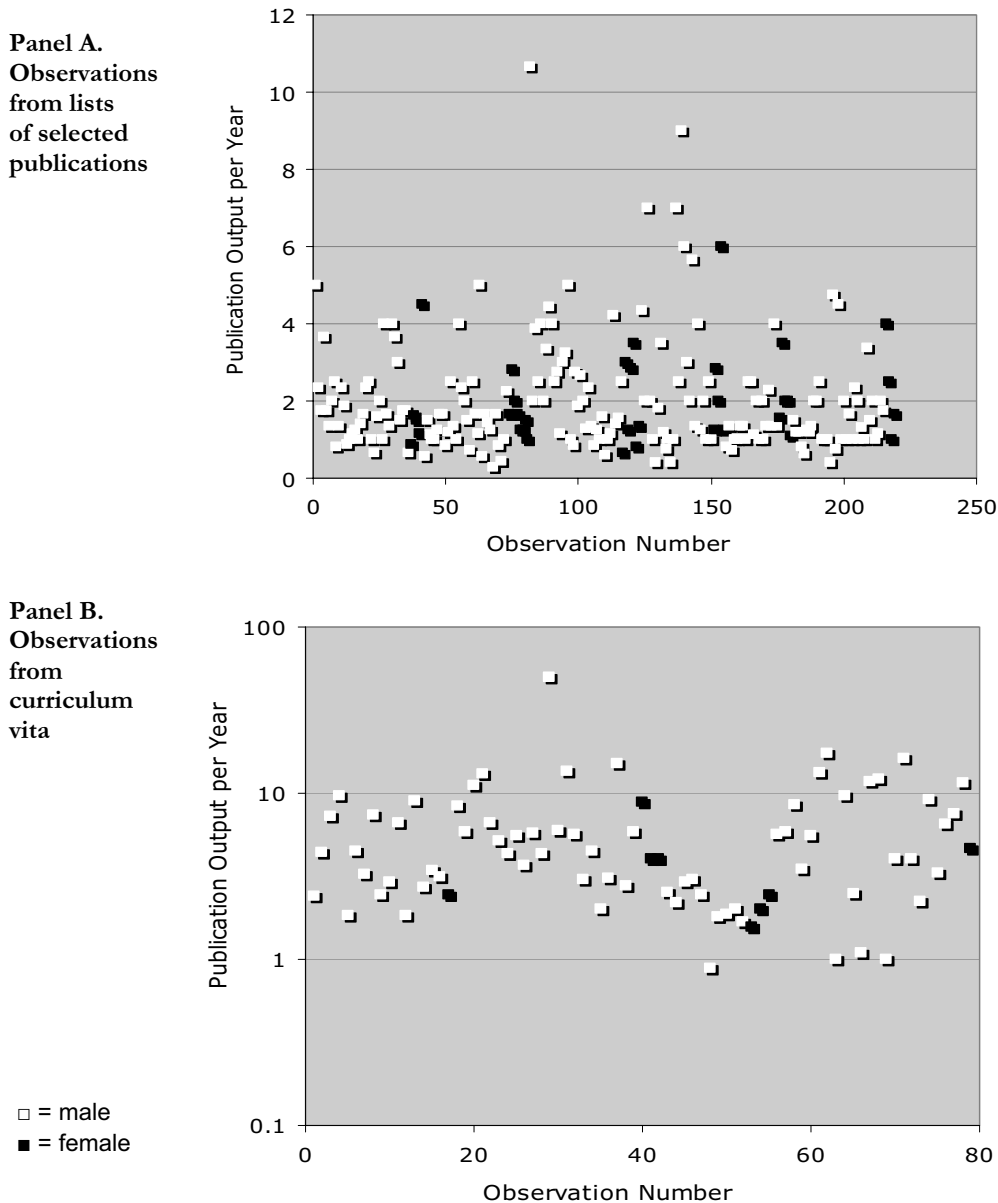 Panel A.
Observations
from lists
of selected
publications
Publication Output per Year
12
10
8
6
4
2
0
0 50 100 150 200 250
Observation Number
Panel B.
Observations
from
curriculum
vita
Publication Output per Year
100
10
1
0.1
0 20 40 60 80
Observation Number
□ = male
■ = female